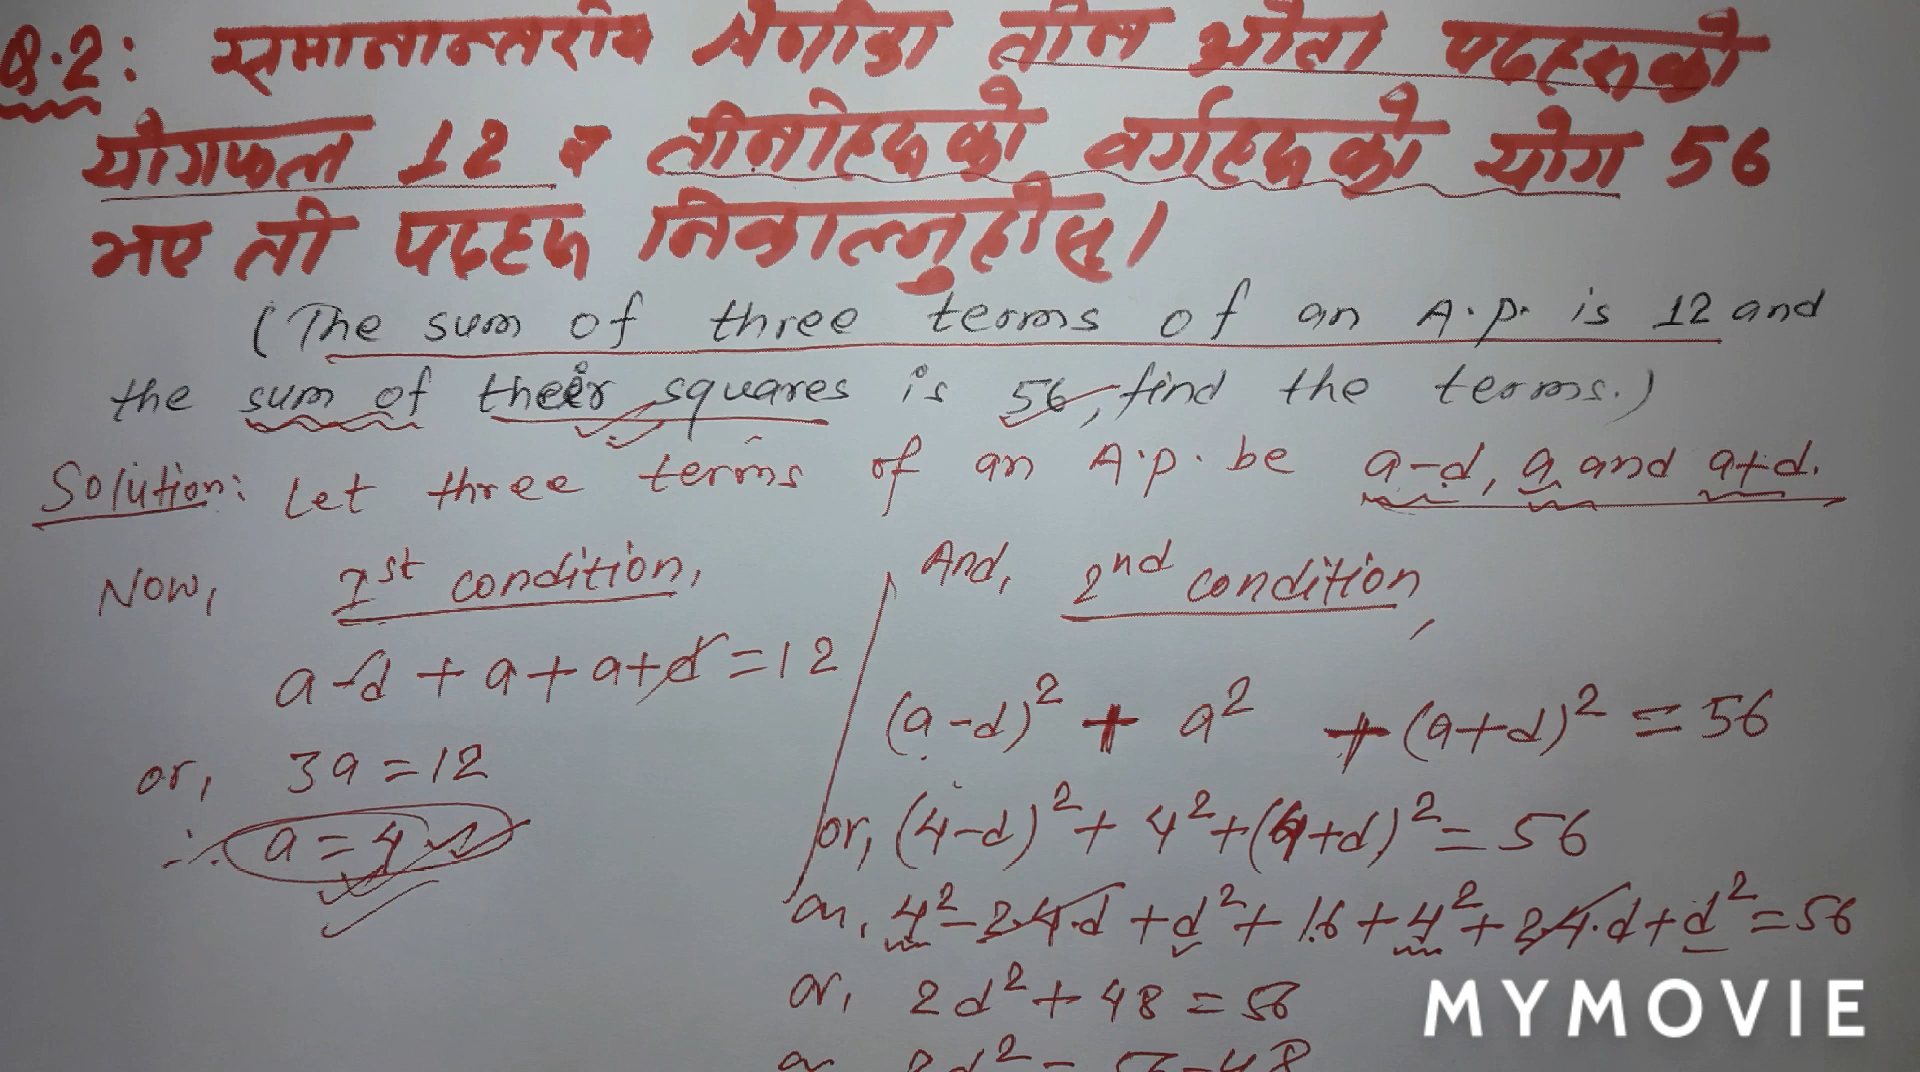 Q.2: समानान्तरीय श्रेणीका तीन ओटा पदहरूको
योगफल 12 र तीनीहरूको वर्गहरूको योग 56
भए ती पदहरू निकाल्नुहोस्।
(The sum of three terms of an A.P. is 12 and
the sum of their squares is 56, find the terms.)
Solution: Let three terms of an A.P. be a-d, a and a+d.
Now, 1st condition,
a-d + a + a+d = 12
or, 3a = 12
∴ a = 4
And, 2nd condition,
(a-d)² + a² + (a+d)² = 56
or, (4-d)² + 4² + (4+d)² = 56
or, 4² - 2.4.d + d² + 16 + 4² + 2.4.d + d² = 56
or, 2d² + 48 = 56
or 2d² = 56-48
MYMOVIE